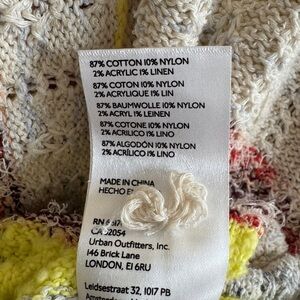 87% COTTON 10% NYLON
2% ACRYLIC 1% LINEN
87% COTON 10% NYLON
2% ACRYLIQUE 1% LIN
87% BAUMWOLLE 10% NYLON
2% ACRYL 1% LEINEN
87% COTONE 10% NYLON
2% ACRILICO 1% LINO
87% ALGODÓN 10% NYLON
2% ACRÍLICO 1% LINO
MADE IN CHINA
HECHO
RN
CA 32054
Urban Outfitters, Inc.
146 Brick Lane
LONDON, E1 6RU
Leidsestraat 32, 1017 PB